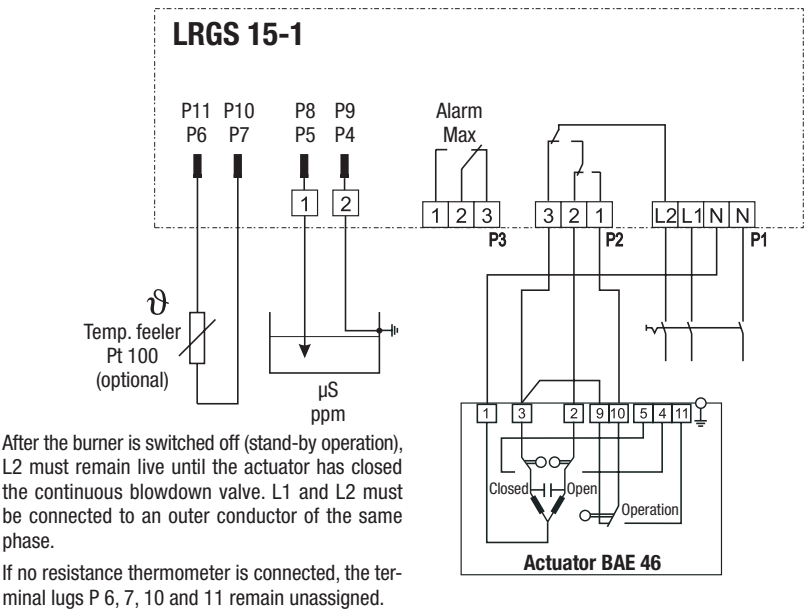 LRGS 15-1
P11 P10 P8 P9 Alarm
P6 P7 P5 P4 Max
1 2
1 2 3 3 2 1 L2 L1 N N
P3 P2 P1
ϑ
Temp. feeler
Pt 100
(optional)
µS
ppm
1 3 2 9 10 5 4 11
Closed Open
Operation
Actuator BAE 46
After the burner is switched off (stand-by operation),
L2 must remain live until the actuator has closed
the continuous blowdown valve. L1 and L2 must
be connected to an outer conductor of the same
phase.
If no resistance thermometer is connected, the ter-
minal lugs P 6, 7, 10 and 11 remain unassigned.